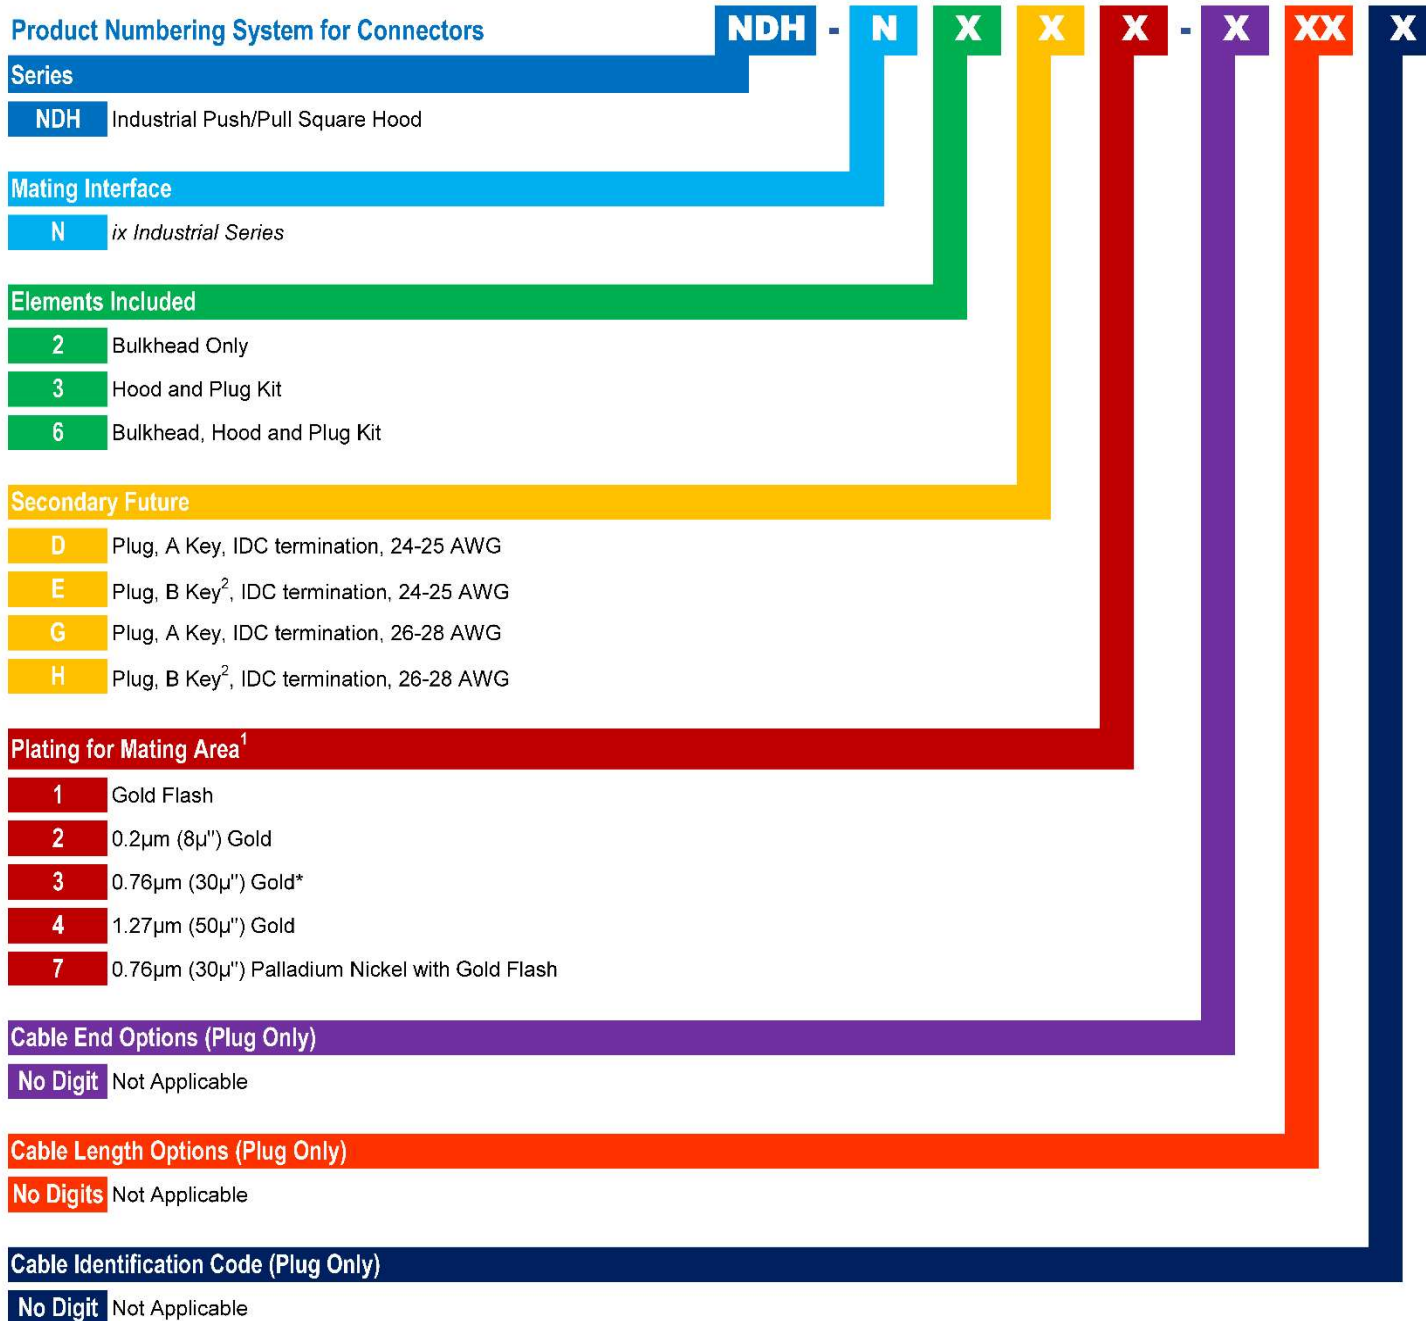 Product Numbering System for Connectors NDH - N X X X - X XX X
Series
NDH Industrial Push/Pull Square Hood
Mating Interface
N ix Industrial Series
Elements Included
2 Bulkhead Only
3 Hood and Plug Kit
6 Bulkhead, Hood and Plug Kit
Secondary Future
D Plug, A Key, IDC termination, 24-25 AWG
E Plug, B Key², IDC termination, 24-25 AWG
G Plug, A Key, IDC termination, 26-28 AWG
H Plug, B Key², IDC termination, 26-28 AWG
Plating for Mating Area¹
1 Gold Flash
2 0.2µm (8µ") Gold
3 0.76µm (30µ") Gold*
4 1.27µm (50µ") Gold
7 0.76µm (30µ") Palladium Nickel with Gold Flash
Cable End Options (Plug Only)
No Digit Not Applicable
Cable Length Options (Plug Only)
No Digits Not Applicable
Cable Identification Code (Plug Only)
No Digit Not Applicable